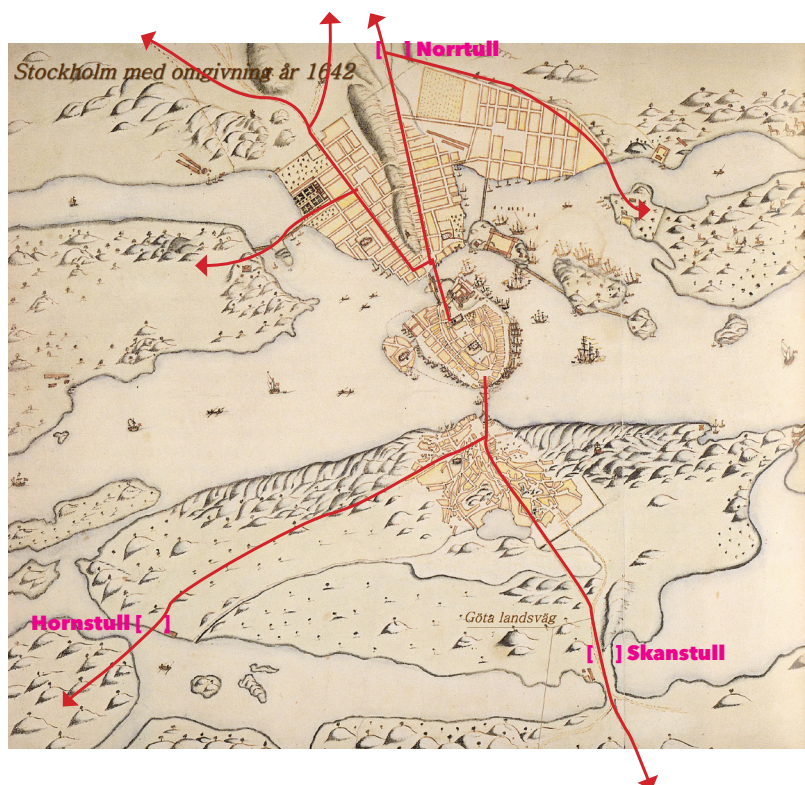 [ ] Norrtull
Stockholm med omgivning år 1642
Göta landsväg
Hornstull [ ]
[ ] Skanstull